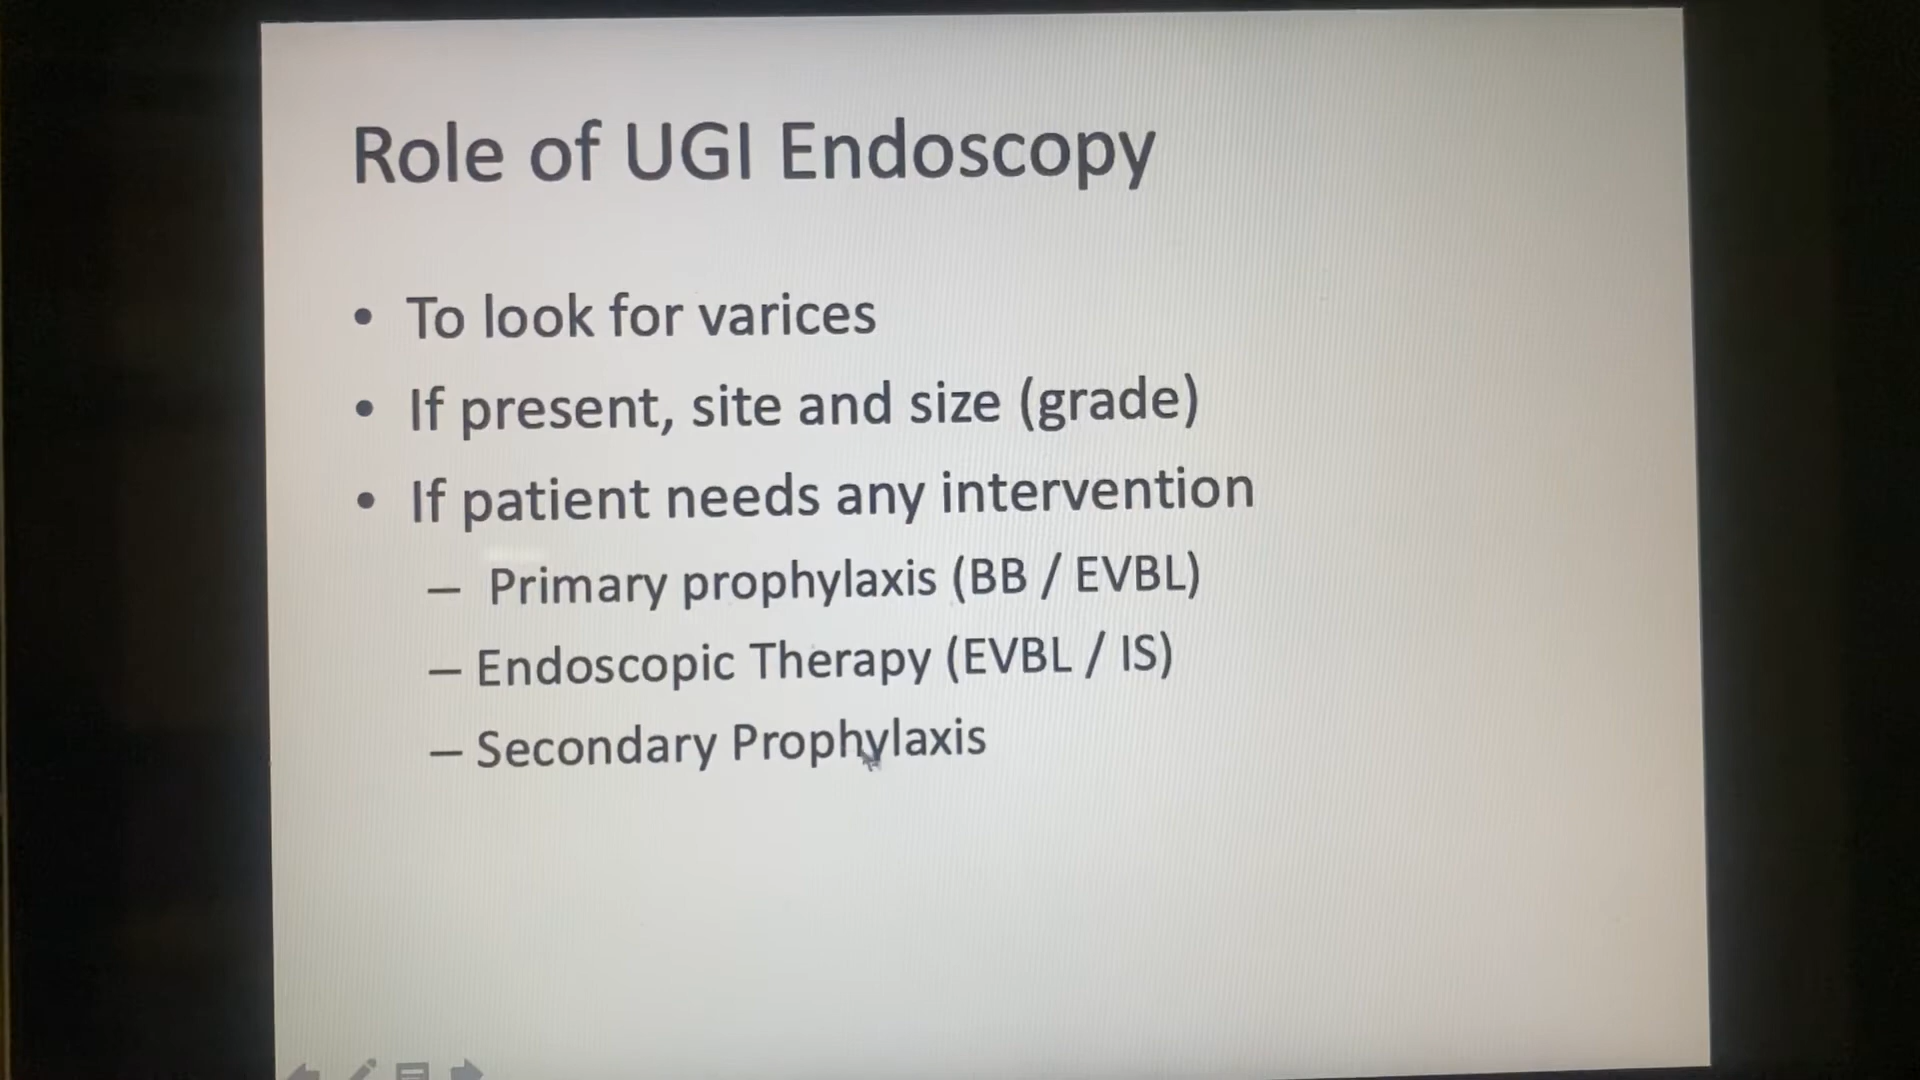 Role of UGI Endoscopy
• To look for varices
• If present, site and size (grade)
• If patient needs any intervention
– Primary prophylaxis (BB / EVBL)
– Endoscopic Therapy (EVBL / IS)
– Secondary Prophylaxis